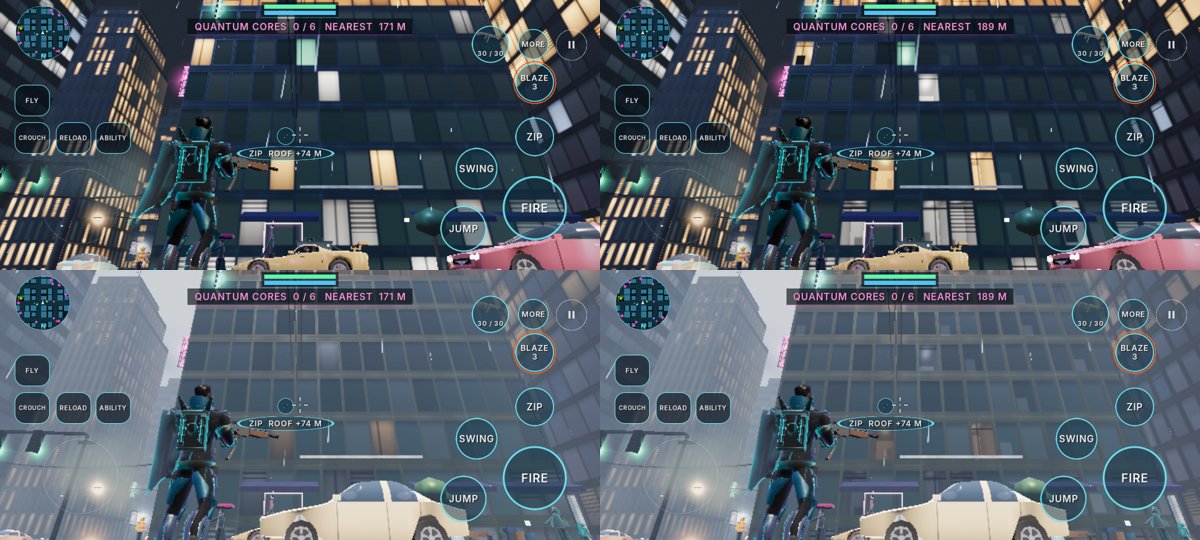 QUANTUM CORES 0 / 6 NEAREST 171 M
30 / 30
MORE
BLAZE
3
FLY
CROUCH
RELOAD
ABILITY
ZIP
ZIP ROOF +74 M
SWING
FIRE
JUMP
QUANTUM CORES 0 / 6 NEAREST 189 M
30 / 30
MORE
BLAZE
3
FLY
CROUCH
RELOAD
ABILITY
ZIP
ZIP ROOF +74 M
SWING
FIRE
JUMP
QUANTUM CORES 0 / 6 NEAREST 171 M
N
30 / 30
MORE
BLAZE
3
FLY
CROUCH
RELOAD
ABILITY
ZIP
ZIP ROOF +74 M
SWING
FIRE
JUMP
QUANTUM CORES 0 / 6 NEAREST 189 M
N
30 / 30
MORE
BLAZE
3
FLY
CROUCH
RELOAD
ABILITY
ZIP
ZIP ROOF +74 M
SWING
FIRE
JUMP